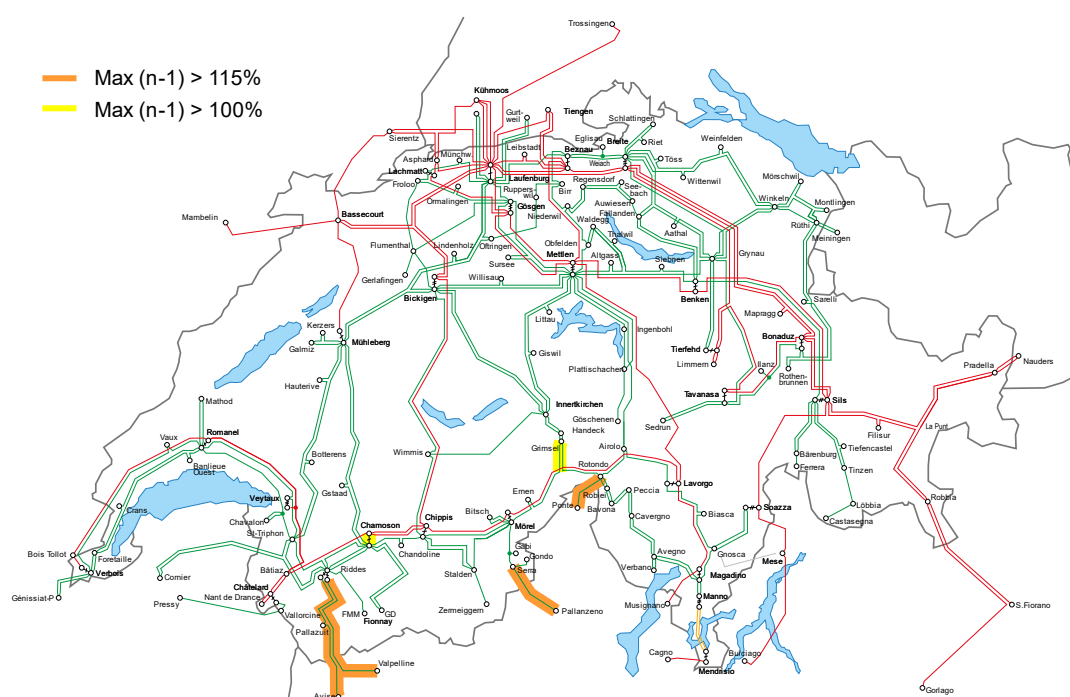 Trossingen
Max (n-1) > 115%
Max (n-1) > 100%
Kühmoos
Gurt-
weil
Tiengen
Schlattingen
Sierentz
Eglisau
Breite
Riet
Weinfelden
Asphard
Münchw.
Leibstadt
Beznau
Weiach
Töss
Lachmatt
Froloo
Laufenburg
Regensdorf
Wittenwil
Mörschwil
Ormalingen
Ruppers-
wil
Birr
See-
bach
Gösgen
Niederwil
Auwiesen
Winkeln
Montlingen
Mambelin
Bassecourt
Waldegg
Fällanden
Aathal
Rüthi
Meiningen
Flumenthal
Lindenholz
Oftringen
Obfelden
Thalwil
Sursee
Mettlen
Altgass
Siebnen
Grynau
Gerlafingen
Willisau
Bickigen
Benken
Sarelli
Kerzers
Littau
Ingenbohl
Mapragg
Galmiz
Mühleberg
Bonaduz
Giswil
Tierfehd
Limmern
Ilanz
Rothen-
brunnen
Nauders
Pradella
Plattischachen
Hauterive
Tavanasa
Mathod
Innertkirchen
Sils
Göschenen
Handeck
Sedrun
Filisur
La Punt
Romanel
Vaux
Grimsel
Airolo
Wimmis
Tiefencastel
Bärenburg
Banlieue
Ouest
Botterens
Rotondo
Ferrera
Tinzen
Lavorgo
Veytaux
Gstaad
Robiei
Peccia
Emen
Ponte
Bavona
Löbbia
Robbia
Crans
Chavalon
Chamoson
Chippis
Bitsch
Mörel
Cavergno
Biasca
Soazza
Castasegna
St-Triphon
Bois Tollot
Foretaille
Chandoline
Gabi
Gondo
Avegno
Gnosca
Mese
Verbois
Cornier
Bâtiaz
Riddes
Stalden
Serra
Verbano
Magadino
Châtelard
Génissiat-P
Pressy
Nant de Drance
Vallorcine
FMM
GD
Fionnay
Zermeiggern
Pallanzeno
Musignano
Manno
S.Fiorano
Pallazuit
Valpelline
Cagno
Mendrisio
Bulciago
Avise
Gorlago